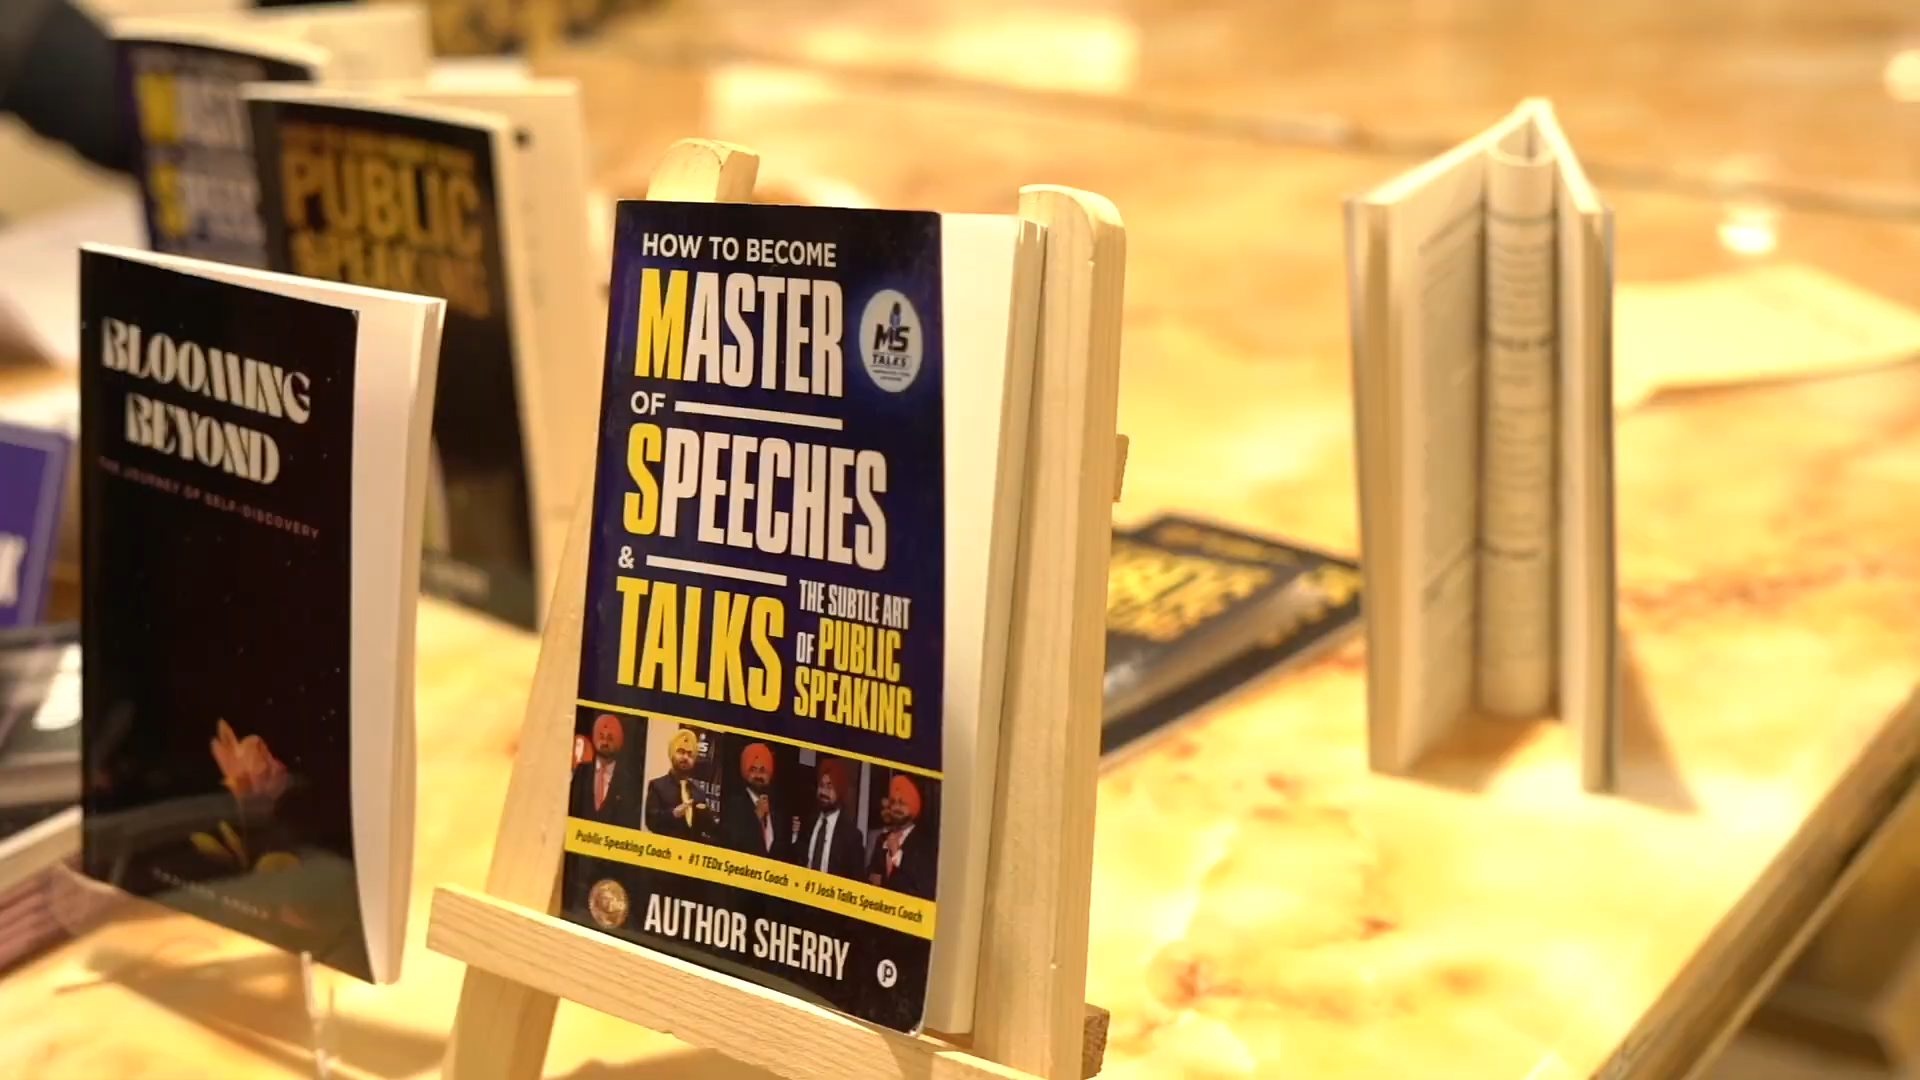 HOW TO BECOME
MASTER
OF
SPEECHES
&
TALKS
THE SUBTLE ART
OF PUBLIC
SPEAKING
MS
TALKS
Public Speaking Coach • #1 TEDx Speakers Coach • #1 Josh Talks Speakers Coach
AUTHOR SHERRY
P
BLOOMING
BEYOND
THE JOURNEY OF SELF-DISCOVERY
PUBLIC
SPEAKING